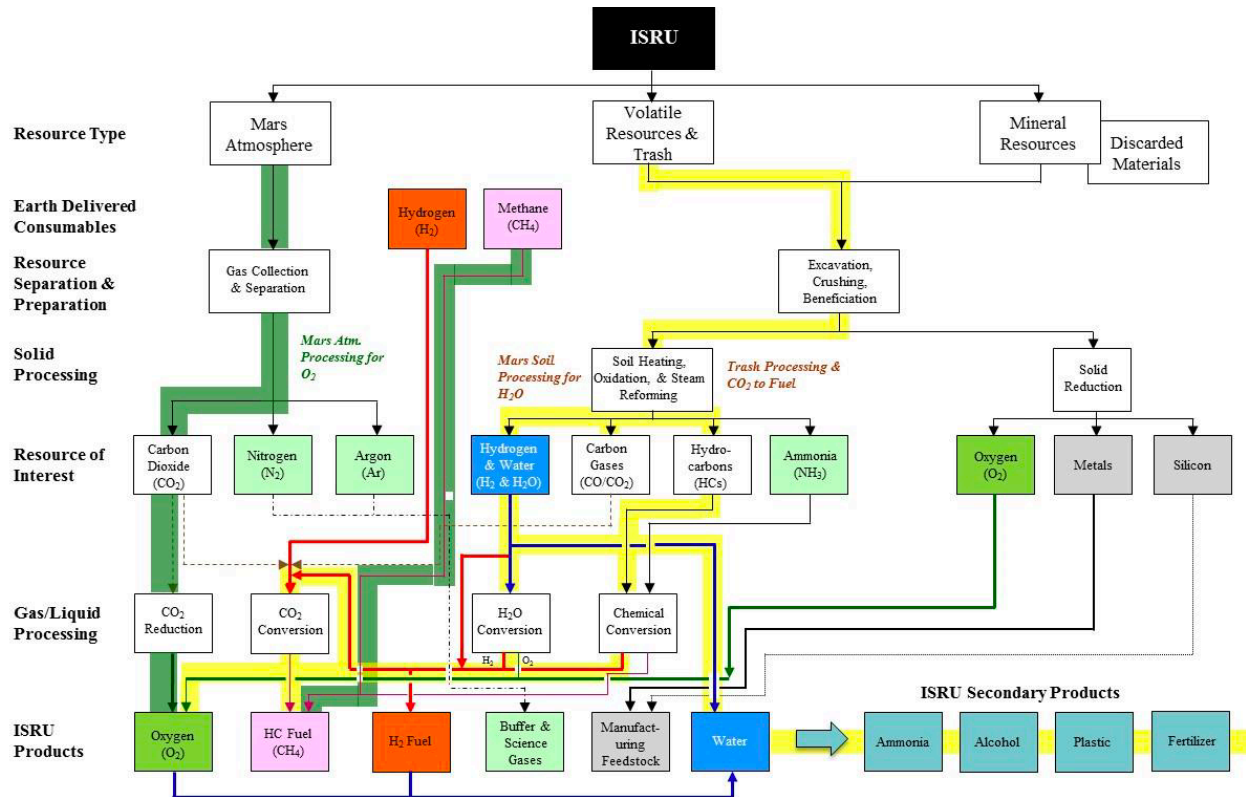 ISRU
Resource Type
Mars
Atmosphere
Volatile
Resources &
Trash
Mineral
Resources
Discarded
Materials
Earth Delivered
Consumables
Hydrogen
(H₂)
Methane
(CH₄)
Resource
Separation &
Preparation
Gas Collection
& Separation
Excavation,
Crushing,
Beneficiation
Solid
Processing
Mars Atm.
Processing for
O₂
Mars Soil
Processing for
H₂O
Soil Heating,
Oxidation, & Steam
Reforming
Trash Processing &
CO₂ to Fuel
Solid
Reduction
Resource of
Interest
Carbon
Dioxide
(CO₂)
Nitrogen
(N₂)
Argon
(Ar)
Hydrogen
& Water
(H₂ & H₂O)
Carbon
Gases
(CO/CO₂)
Hydro-
carbons
(HCs)
Ammonia
(NH₃)
Oxygen
(O₂)
Metals
Silicon
Gas/Liquid
Processing
CO₂
Reduction
CO₂
Conversion
H₂O
Conversion
Chemical
Conversion
H₂
O₂
ISRU Secondary Products
ISRU
Products
Oxygen
(O₂)
HC Fuel
(CH₄)
H₂ Fuel
Buffer &
Science
Gases
Manufact-
uring
Feedstock
Water
Ammonia
Alcohol
Plastic
Fertilizer